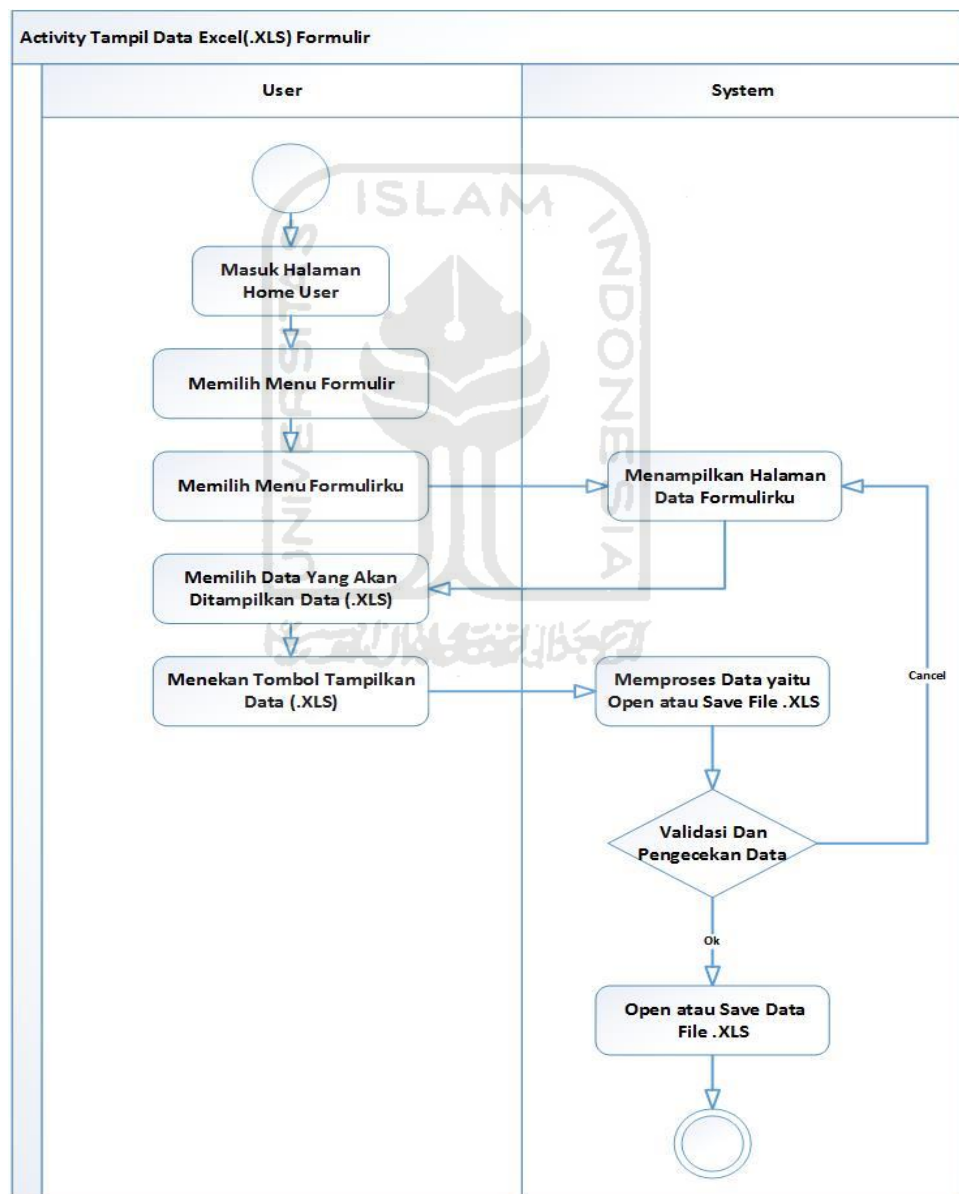 Activity Tampil Data Excel(.XLS) Formulir
User
System
ISLAM
UNIVERSITAS
INDONESIA
Masuk Halaman
Home User
Memilih Menu Formulir
Memilih Menu Formulirku
Menampilkan Halaman
Data Formulirku
Memilih Data Yang Akan
Ditampilkan Data (.XLS)
Menekan Tombol Tampilkan
Data (.XLS)
Memproses Data yaitu
Open atau Save File .XLS
Cancel
Validasi Dan
Pengecekan Data
Ok
Open atau Save Data
File .XLS